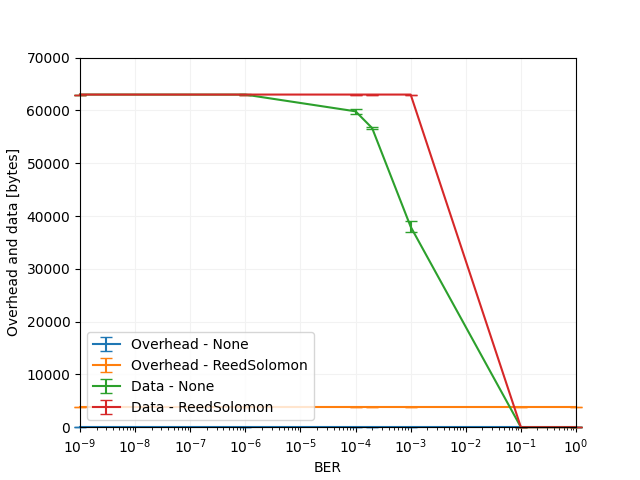 70000
60000
50000
40000
30000
20000
10000
0
Overhead and data [bytes]
Overhead - None
Overhead - ReedSolomon
Data - None
Data - ReedSolomon
10⁻⁹ 10⁻⁸ 10⁻⁷ 10⁻⁶ 10⁻⁵ 10⁻⁴ 10⁻³ 10⁻² 10⁻¹ 10⁰
BER